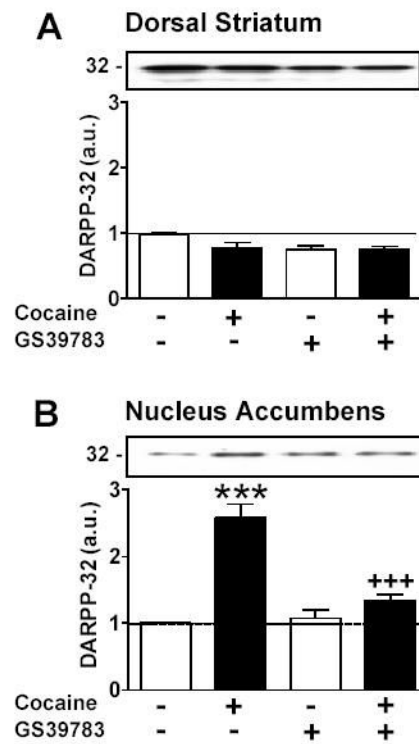 A Dorsal Striatum
32 -
DARPP-32 (a.u.)
3
2
1
0
Cocaine - + - +
GS39783 - - + +
B Nucleus Accumbens
32 -
DARPP-32 (a.u.)
3
2
1
0
***
+++
Cocaine - + - +
GS39783 - - + +